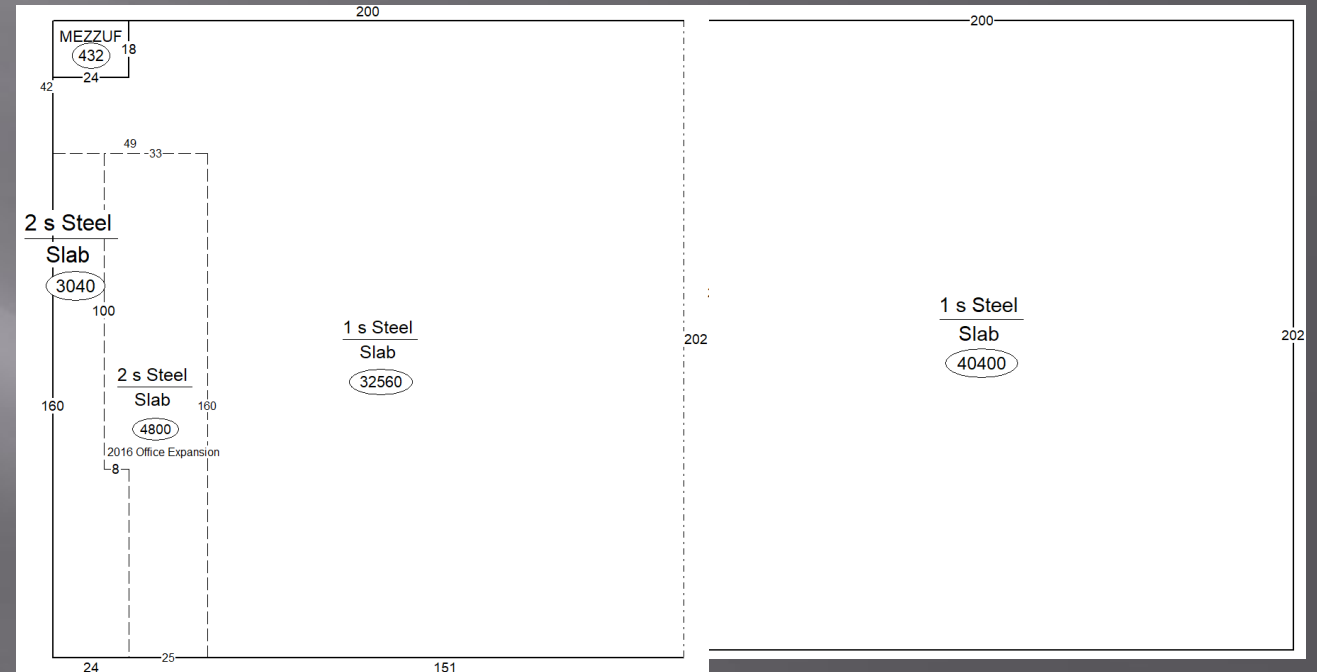 200
200
MEZZUF
18
432
24
42
49
33
2 s Steel
Slab
3040
100
1 s Steel
Slab
40400
1 s Steel
Slab
32560
202
202
2 s Steel
Slab
4800
160
160
2016 Office Expansion
8
25
24
151